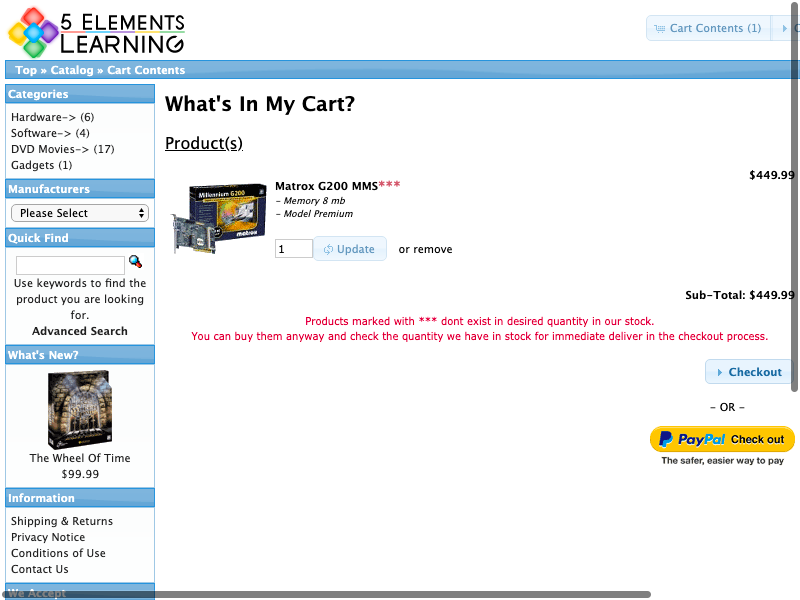 5 ELEMENTS
LEARNING
Cart Contents (1)
Top » Catalog » Cart Contents
Categories
Hardware-> (6)
Software-> (4)
DVD Movies-> (17)
Gadgets (1)
Manufacturers
Please Select
Quick Find
Use keywords to find the
product you are looking
for.
Advanced Search
What's New?
The Wheel Of Time
$99.99
Information
Shipping & Returns
Privacy Notice
Conditions of Use
Contact Us
We Accept
What's In My Cart?
Product(s)
Millennium G200
matrox
Matrox G200 MMS***
- Memory 8 mb
- Model Premium
$449.99
1
Update
or remove
Sub-Total: $449.99
Products marked with *** dont exist in desired quantity in our stock.
You can buy them anyway and check the quantity we have in stock for immediate deliver in the checkout process.
Checkout
- OR -
PayPal Check out
The safer, easier way to pay